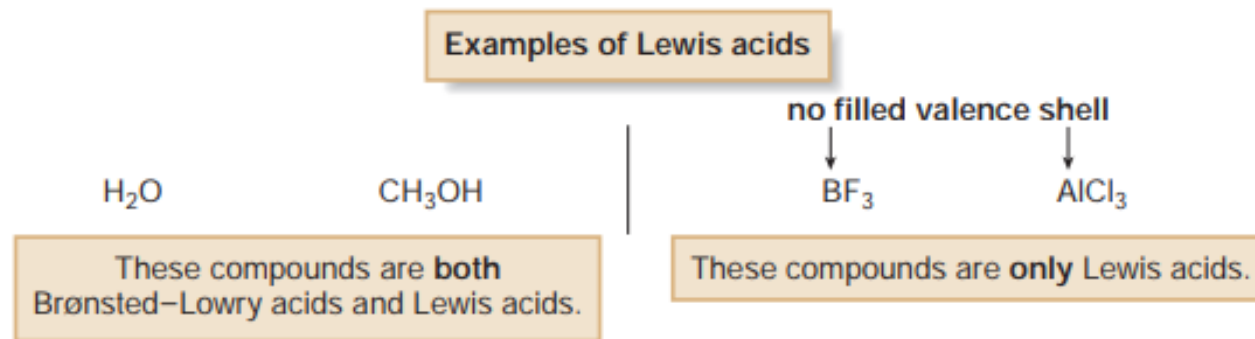 Examples of Lewis acids
no filled valence shell
H₂O CH₃OH BF₃ AlCl₃
These compounds are both
Brønsted–Lowry acids and Lewis acids.
These compounds are only Lewis acids.